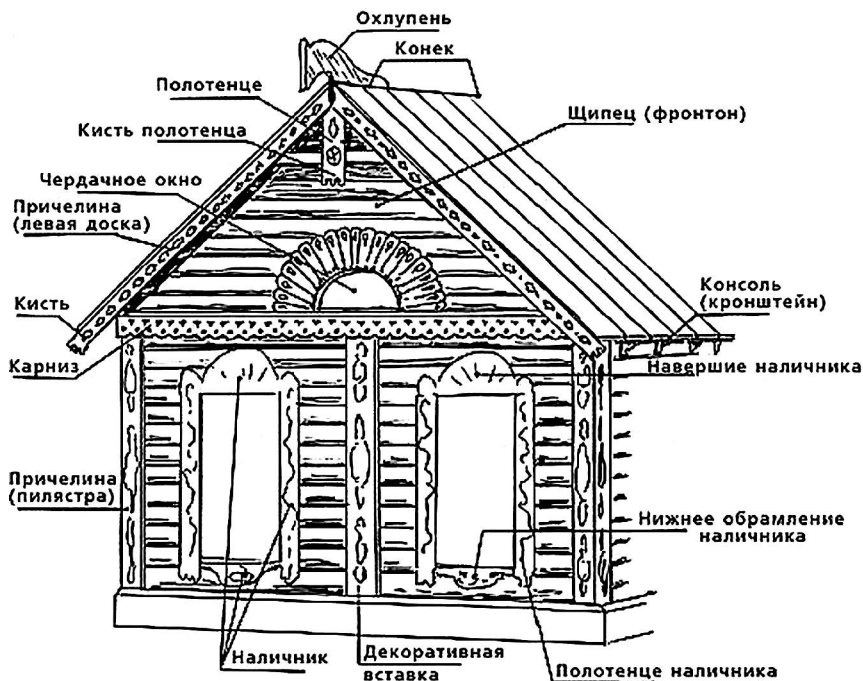 Охлупень
Конек
Полотенце
Кисть полотенца
Щипец (фронтон)
Чердачное окно
Причелина
(левая доска)
Консоль
(кронштейн)
Кисть
Карниз
Навершие наличника
Причелина
(пилястра)
Нижнее обрамление
наличника
Наличник
Декоративная
вставка
Полотенце наличника